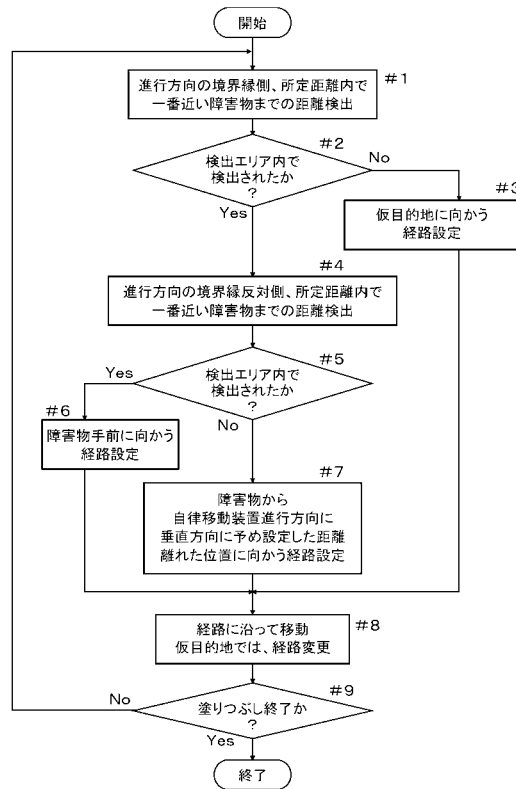 開始
進行方向の境界縁側、所定距離内で
一番近い障害物までの距離検出
#1
検出エリア内で
検出されたか
?
#2
No
Yes
仮目的地に向かう
経路設定
#3
進行方向の境界縁反対側、所定距離内で
一番近い障害物までの距離検出
#4
検出エリア内で
検出されたか
?
#5
Yes
No
障害物手前に向かう
経路設定
#6
障害物から
自律移動装置進行方向に
垂直方向に予め設定した距離
離れた位置に向かう経路設定
#7
経路に沿って移動
仮目的地では、経路変更
#8
塗りつぶし終了か
?
#9
No
Yes
終了